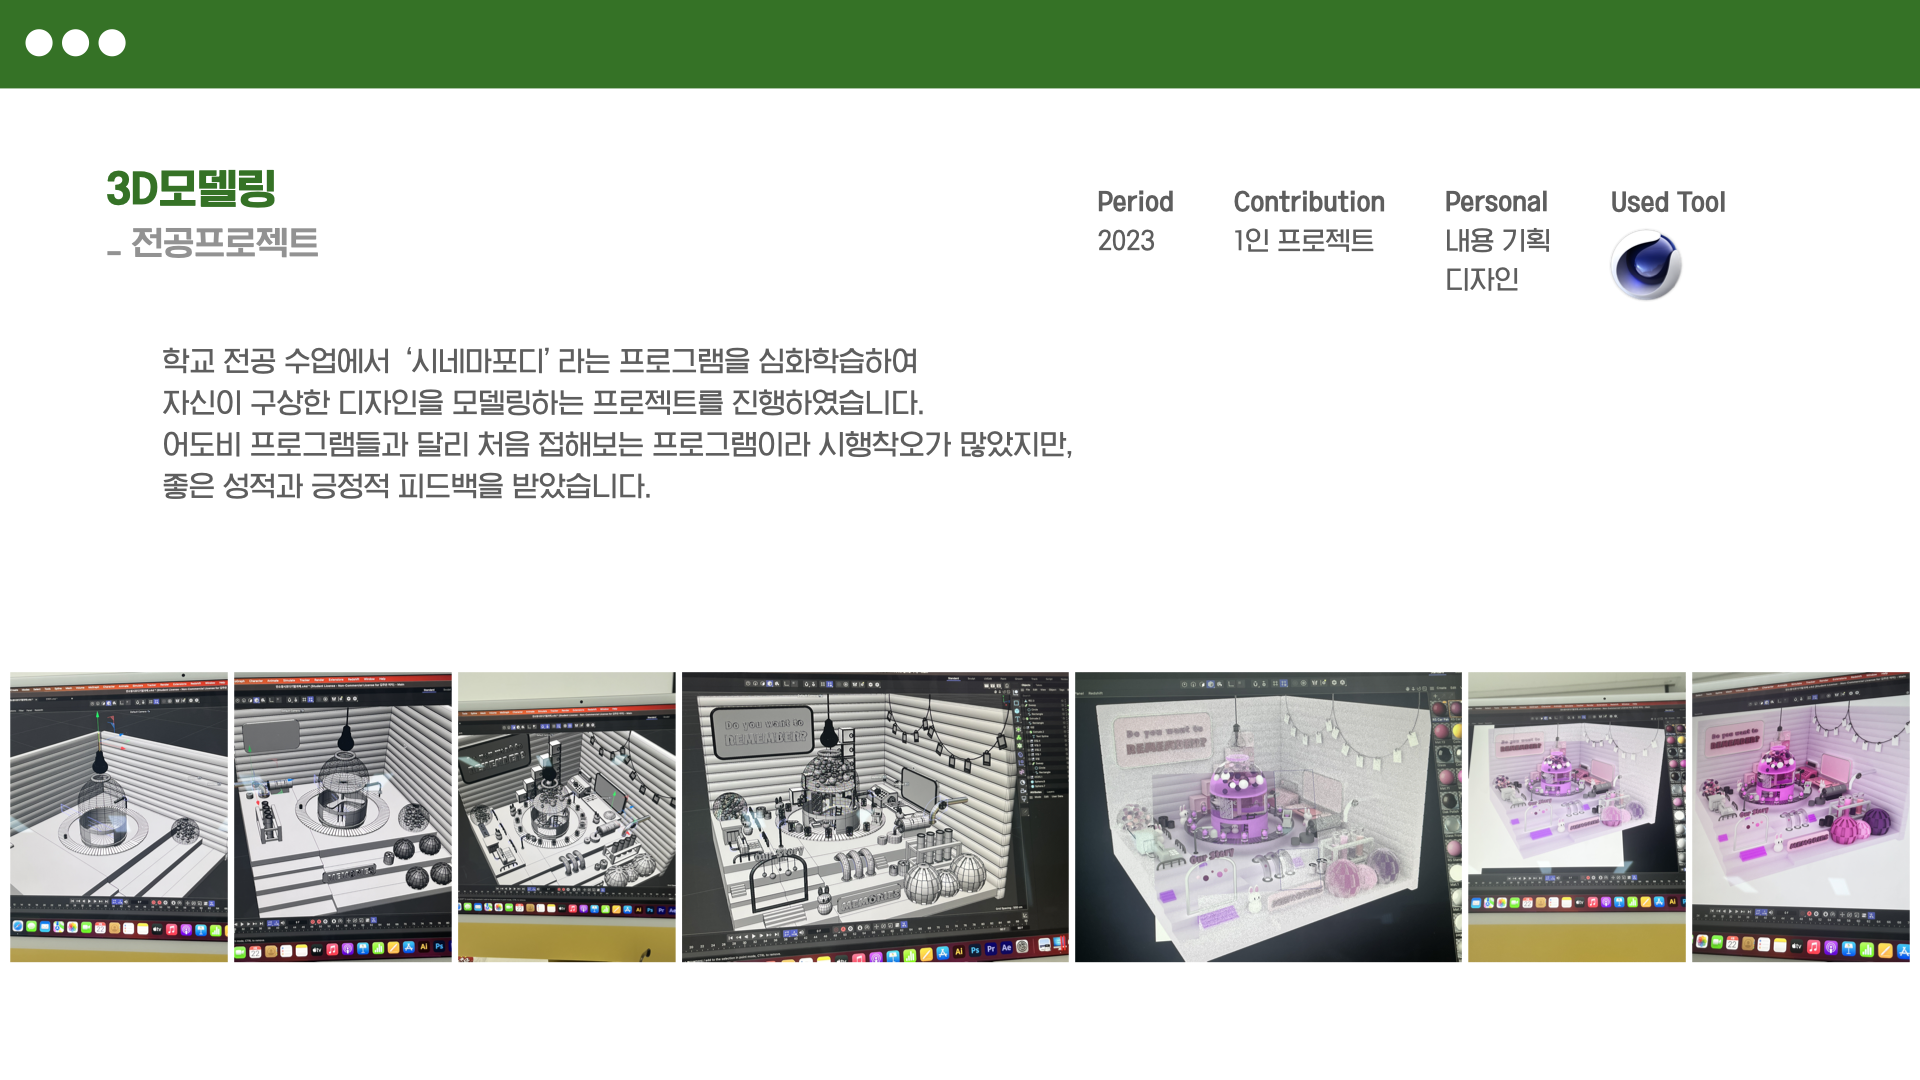 3D모델링
_ 전공프로젝트
Period
2023
Contribution
1인 프로젝트
Personal
내용 기획
디자인
Used Tool
학교 전공 수업에서 ‘시네마포디’ 라는 프로그램을 심화학습하여
자신이 구상한 디자인을 모델링하는 프로젝트를 진행하였습니다.
어도비 프로그램들과 달리 처음 접해보는 프로그램이라 시행착오가 많았지만,
좋은 성적과 긍정적 피드백을 받았습니다.
Do you want to
REMEMBER?
Our Story
MEMORIES
Do you want to
REMEMBER?
Our Story